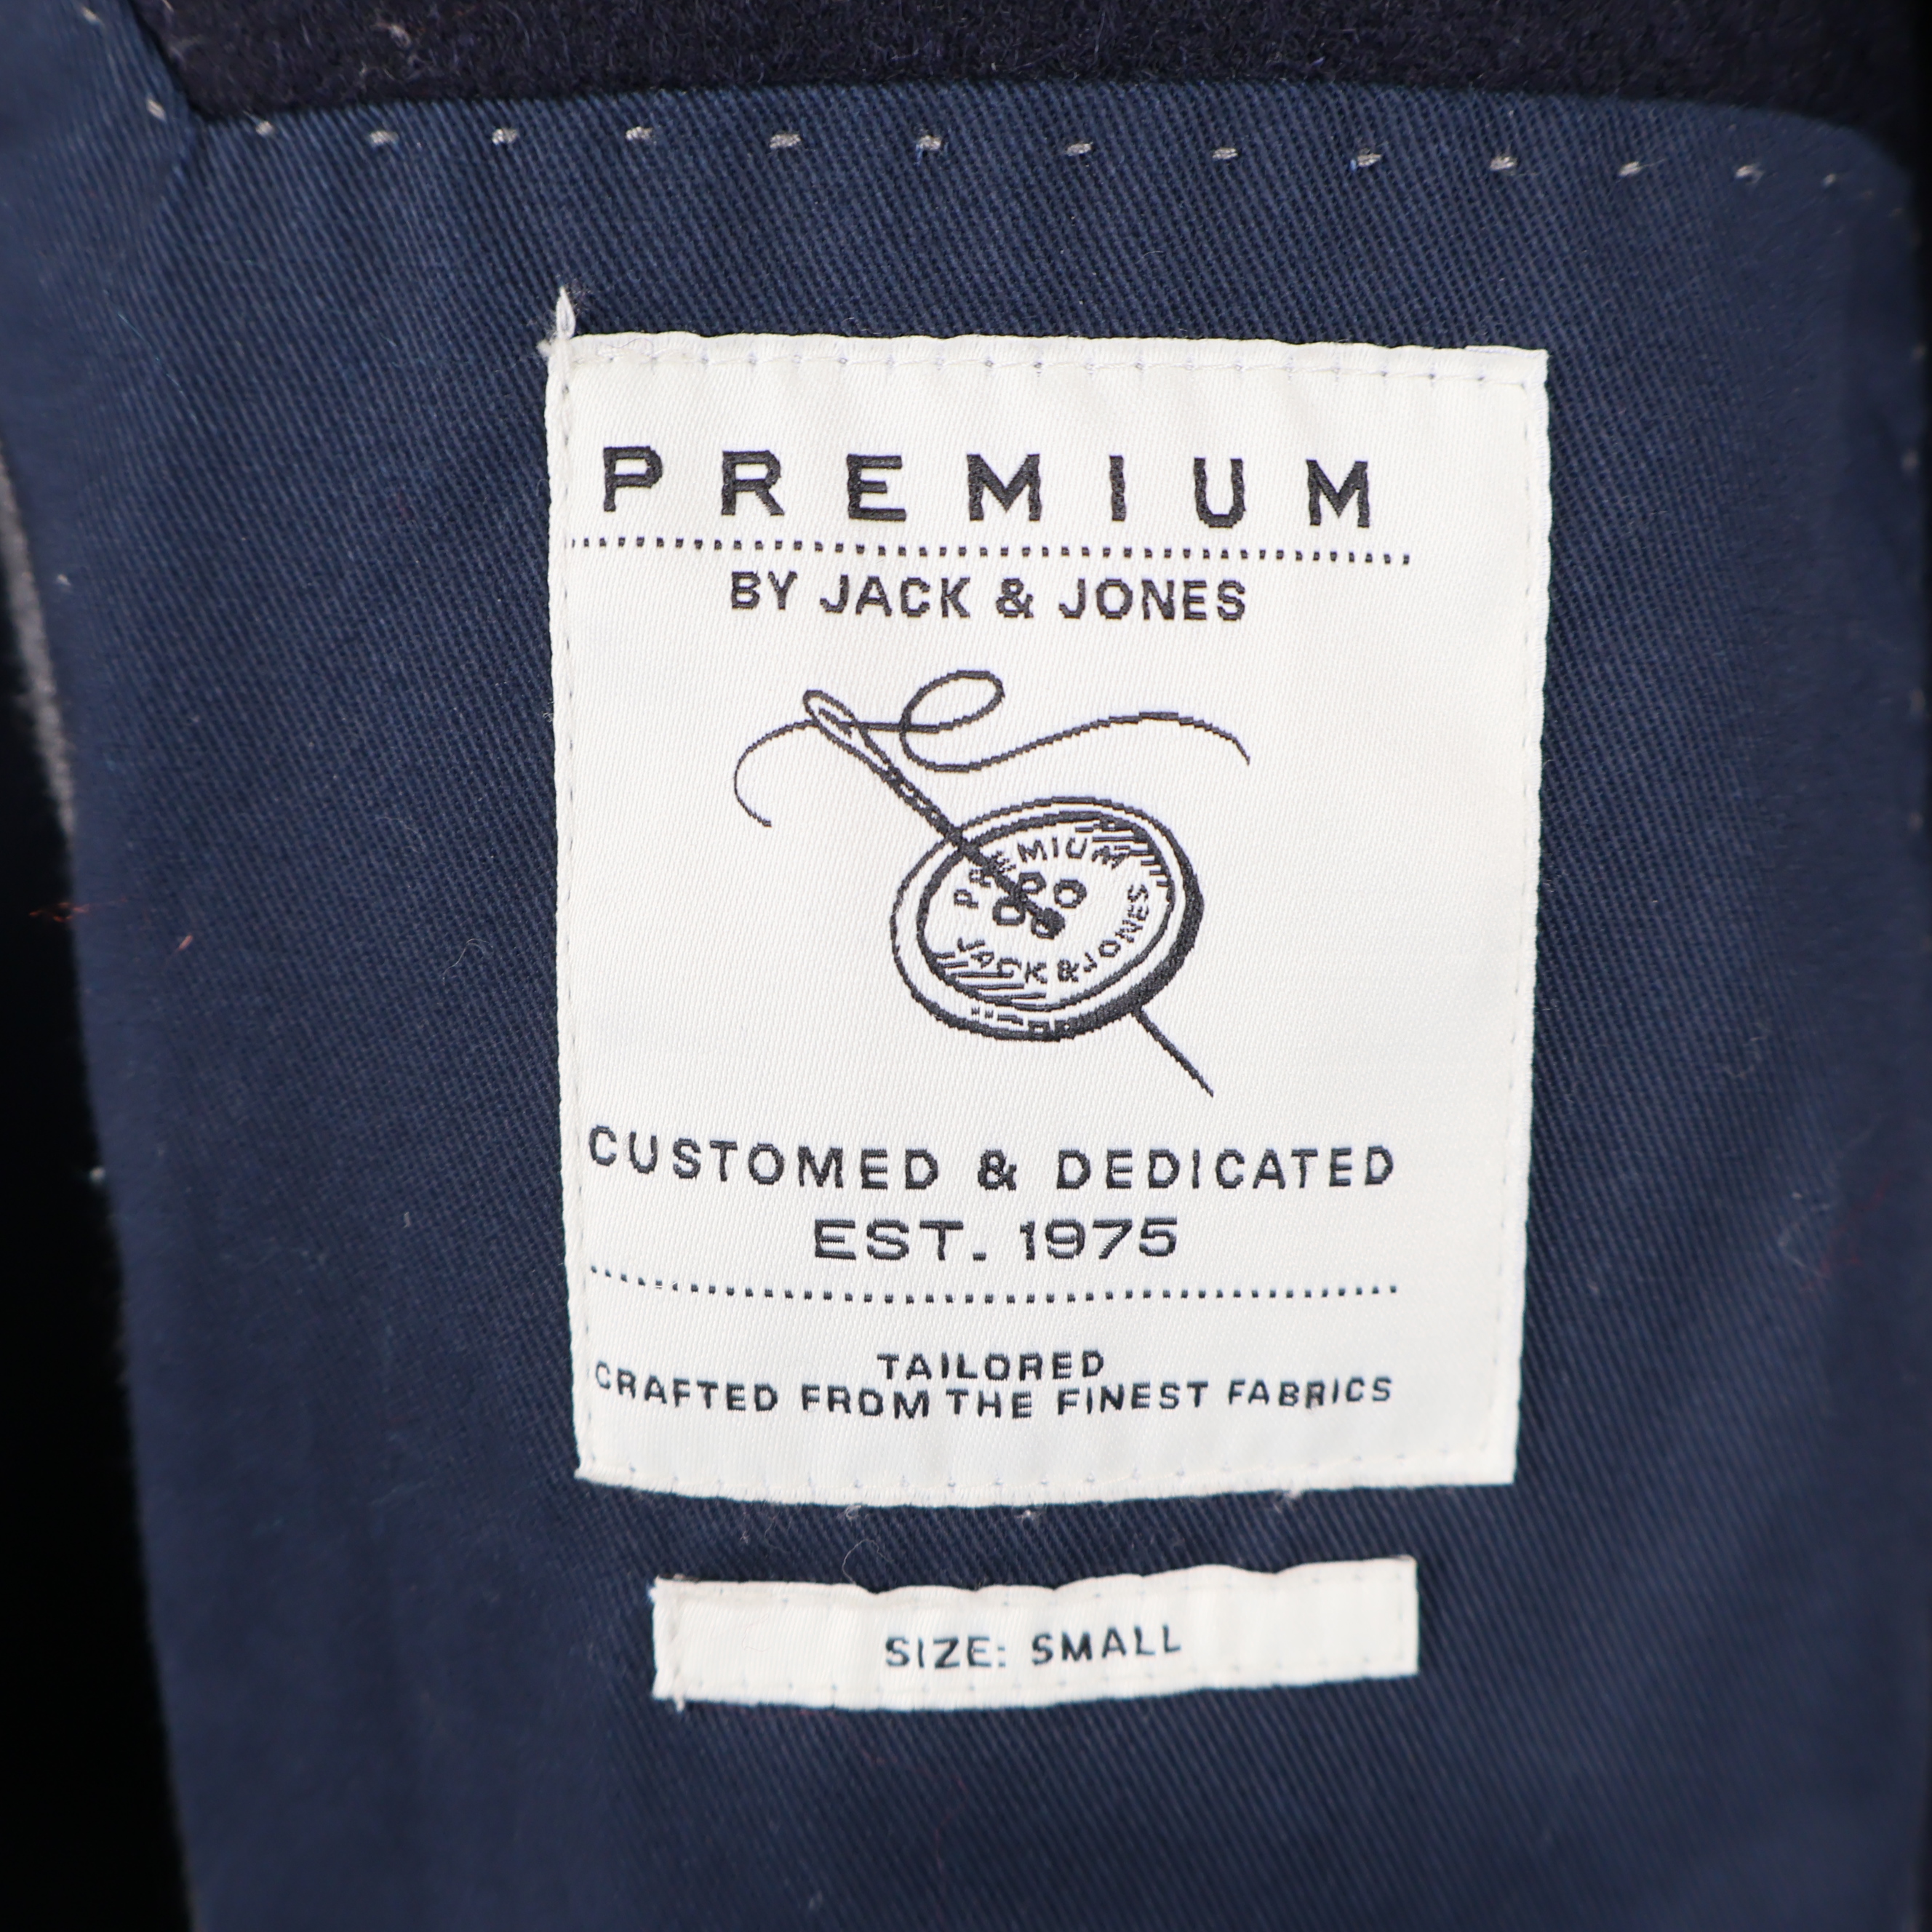 PREMIUM
BY JACK & JONES
PREMIUM
JACK & JONES
CUSTOMED & DEDICATED
EST. 1975
TAILORED
CRAFTED FROM THE FINEST FABRICS
SIZE: SMALL